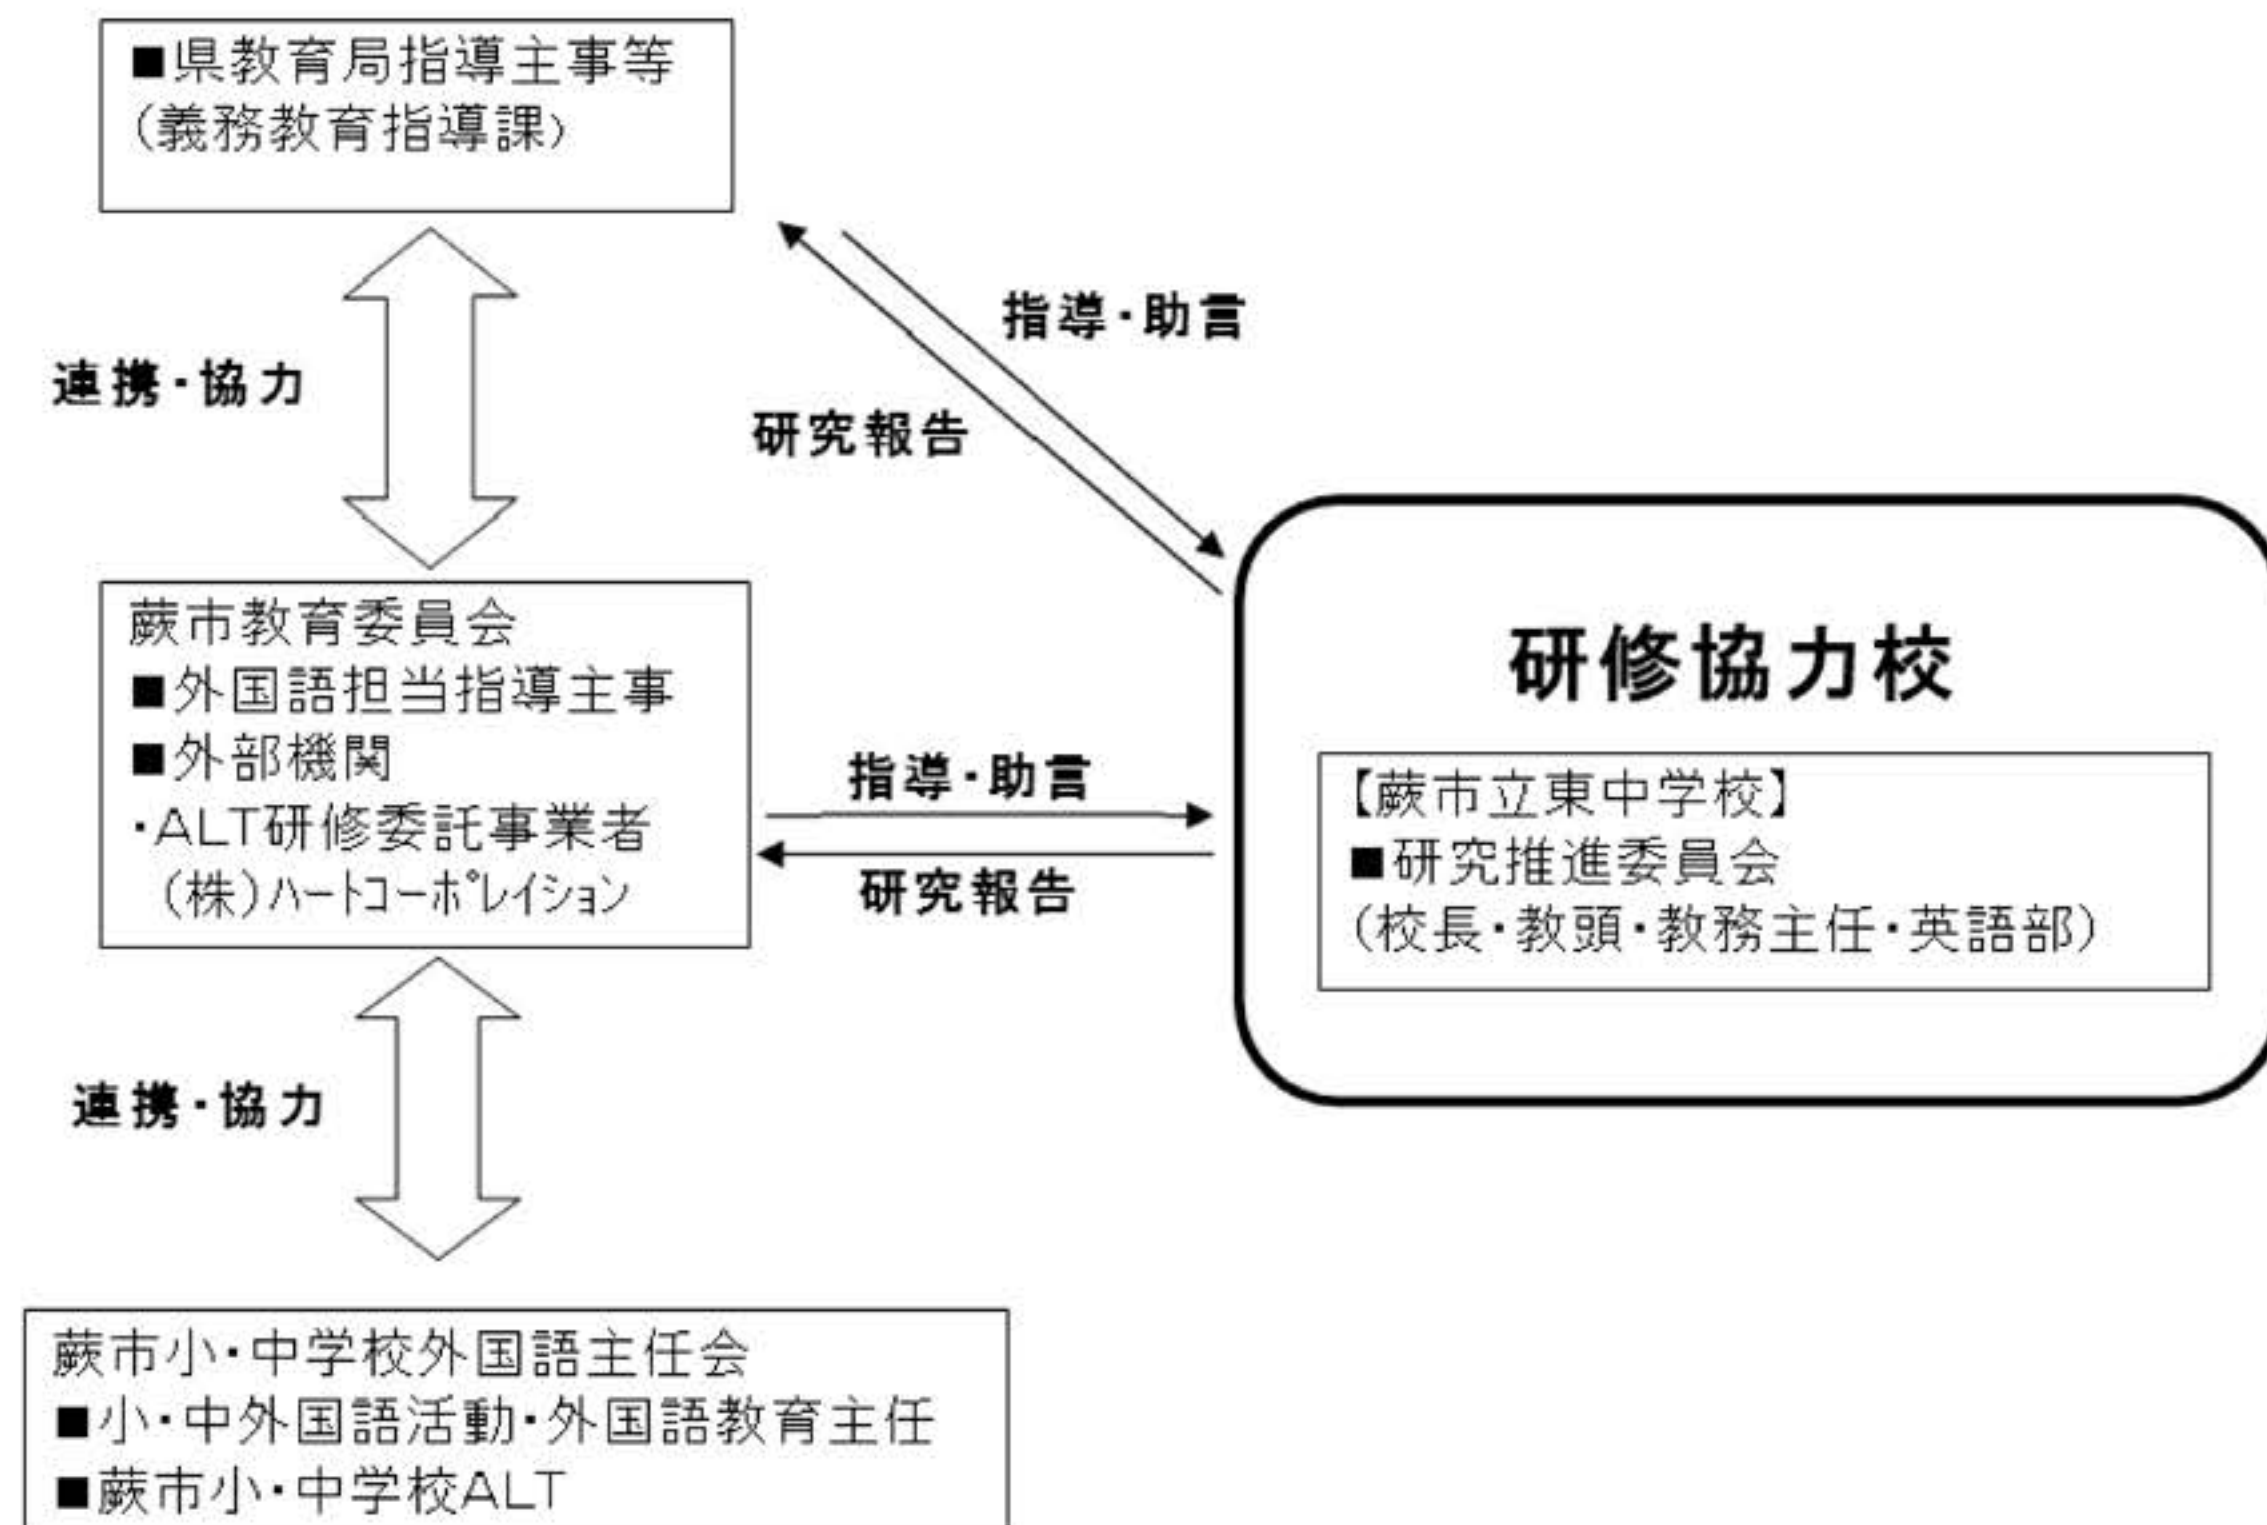 ■県教育局指導主事等
(義務教育指導課)
指導・助言
連携・協力
研究報告
蕨市教育委員会
■外国語担当指導主事
■外部機関
・ALT研修委託事業者
(株)ﾊｰﾄｺｰﾎﾟﾚｲｼｮﾝ
指導・助言
研究報告
研修協力校
【蕨市立東中学校】
■研究推進委員会
(校長・教頭・教務主任・英語部)
連携・協力
蕨市小・中学校外国語主任会
■小・中外国語活動・外国語教育主任
■蕨市小・中学校ALT